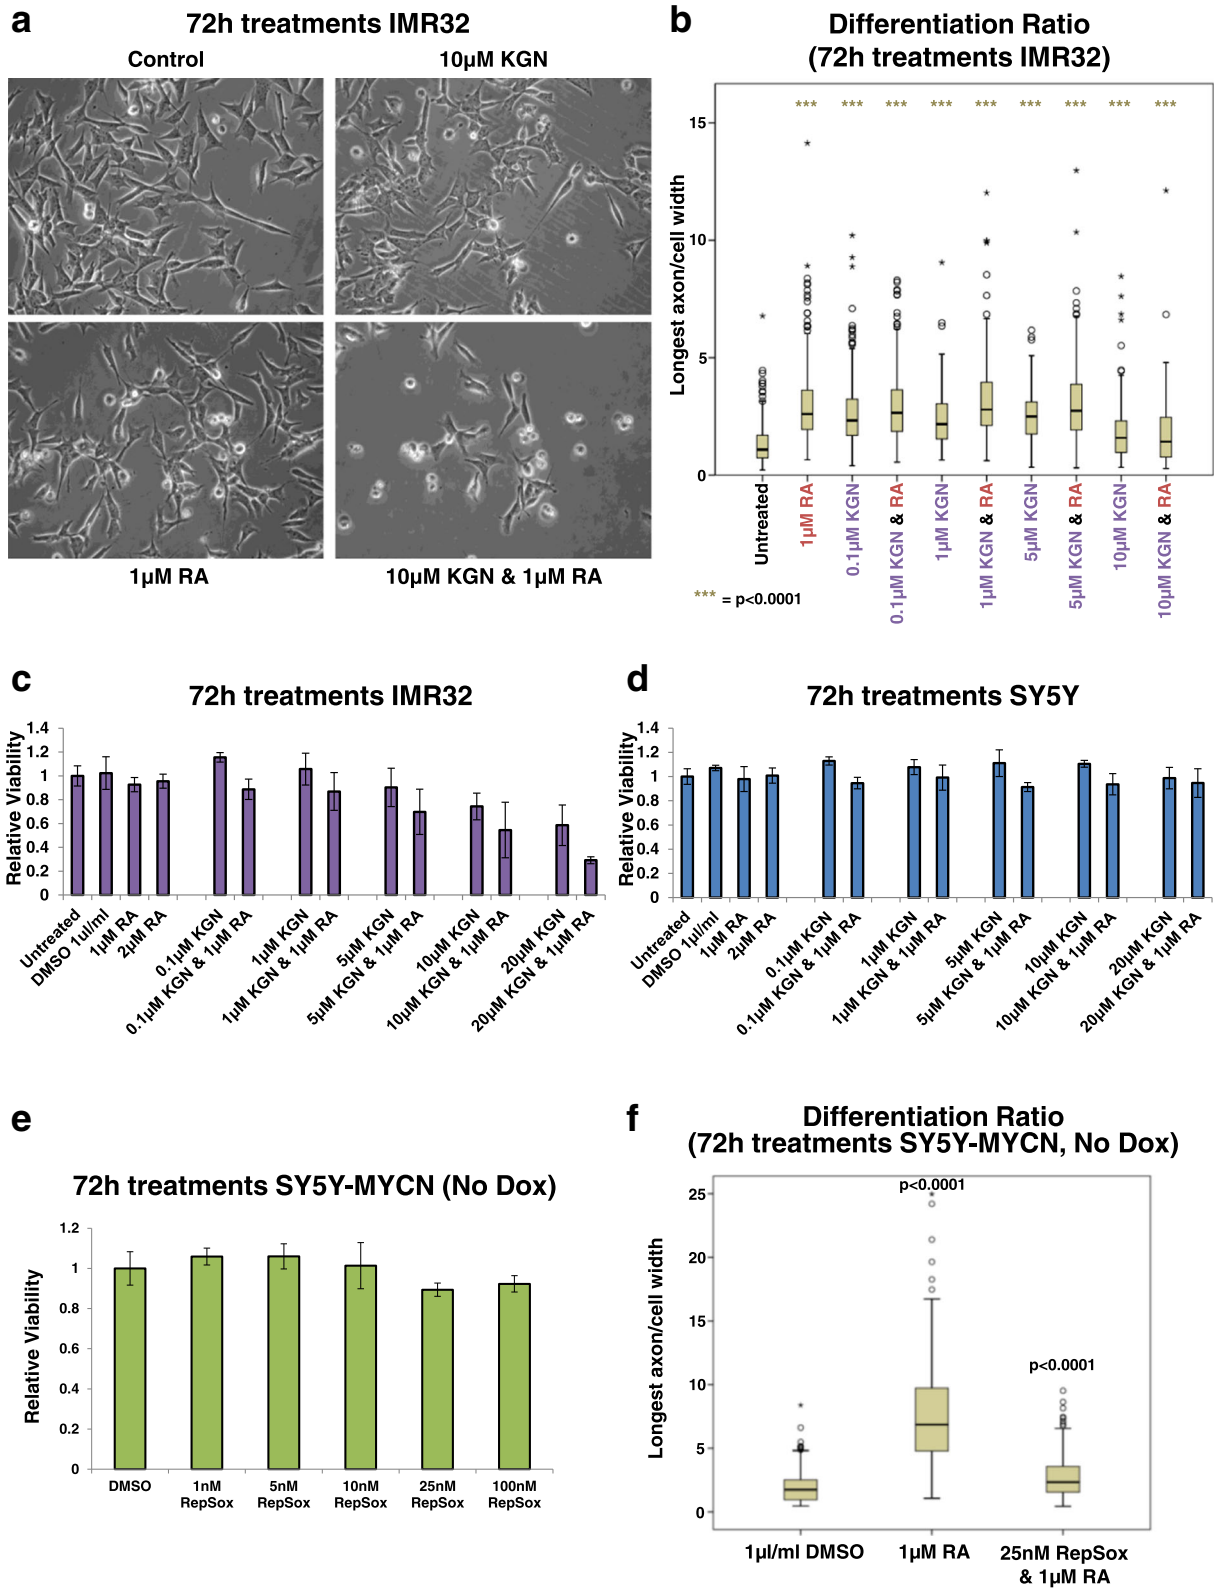 a
72h treatments IMR32
Control
10µM KGN
1µM RA
10µM KGN & 1µM RA
b
Differentiation Ratio
(72h treatments IMR32)
Longest axon/cell width
15
10
5
0
*** *** *** *** *** *** *** *** ***
Untreated
1µM RA
0.1µM KGN
0.1µM KGN & RA
1µM KGN
1µM KGN & RA
5µM KGN
5µM KGN & RA
10µM KGN
10µM KGN & RA
*** = p<0.0001
c
72h treatments IMR32
Relative Viability
1.4
1.2
1
0.8
0.6
0.4
0.2
0
Untreated
DMSO 1µl/ml
1µM RA
2µM RA
0.1µM KGN
0.1µM KGN & 1µM RA
1µM KGN
1µM KGN & 1µM RA
5µM KGN
5µM KGN & 1µM RA
10µM KGN
10µM KGN & 1µM RA
20µM KGN
20µM KGN & 1µM RA
d
72h treatments SY5Y
Relative Viability
1.4
1.2
1
0.8
0.6
0.4
0.2
0
Untreated
DMSO 1µl/ml
1µM RA
2µM RA
0.1µM KGN
0.1µM KGN & 1µM RA
1µM KGN
1µM KGN & 1µM RA
5µM KGN
5µM KGN & 1µM RA
10µM KGN
10µM KGN & 1µM RA
20µM KGN
20µM KGN & 1µM RA
e
72h treatments SY5Y-MYCN (No Dox)
Relative Viability
1.2
1
0.8
0.6
0.4
0.2
0
DMSO
1nM
RepSox
5nM
RepSox
10nM
RepSox
25nM
RepSox
100nM
RepSox
f
Differentiation Ratio
(72h treatments SY5Y-MYCN, No Dox)
Longest axon/cell width
25
20
15
10
5
0
p<0.0001
p<0.0001
1µl/ml DMSO
1µM RA
25nM RepSox
& 1µM RA